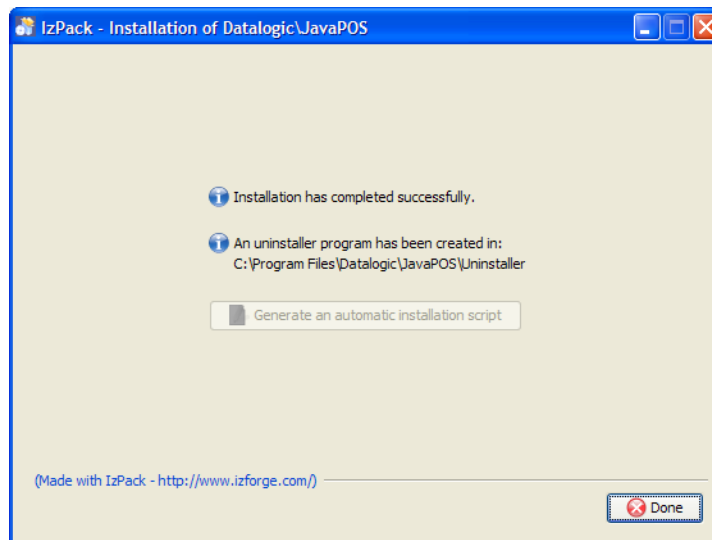 IzPack - Installation of Datalogic\JavaPOS
Installation has completed successfully.
An uninstaller program has been created in:
C:\Program Files\Datalogic\JavaPOS\Uninstaller
Generate an automatic installation script
(Made with IzPack - http://www.izforge.com/)
Done